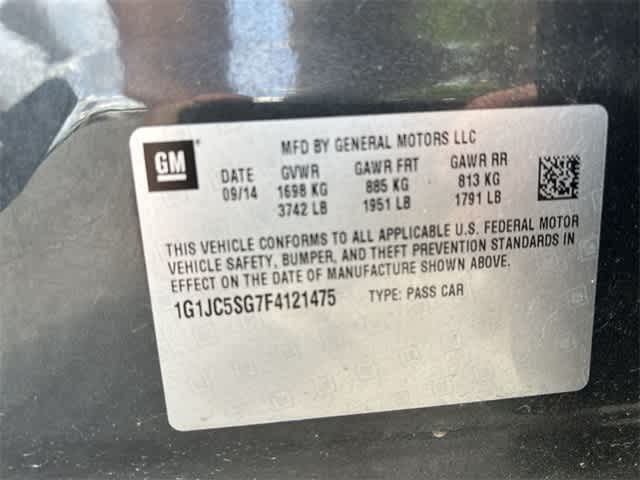 GM
MFD BY GENERAL MOTORS LLC
DATE GVWR GAWR FRT GAWR RR
09/14 1698 KG 885 KG 813 KG
3742 LB 1951 LB 1791 LB
THIS VEHICLE CONFORMS TO ALL APPLICABLE U.S. FEDERAL MOTOR
VEHICLE SAFETY, BUMPER, AND THEFT PREVENTION STANDARDS IN
EFFECT ON THE DATE OF MANUFACTURE SHOWN ABOVE.
1G1JC5SG7F4121475 TYPE: PASS CAR